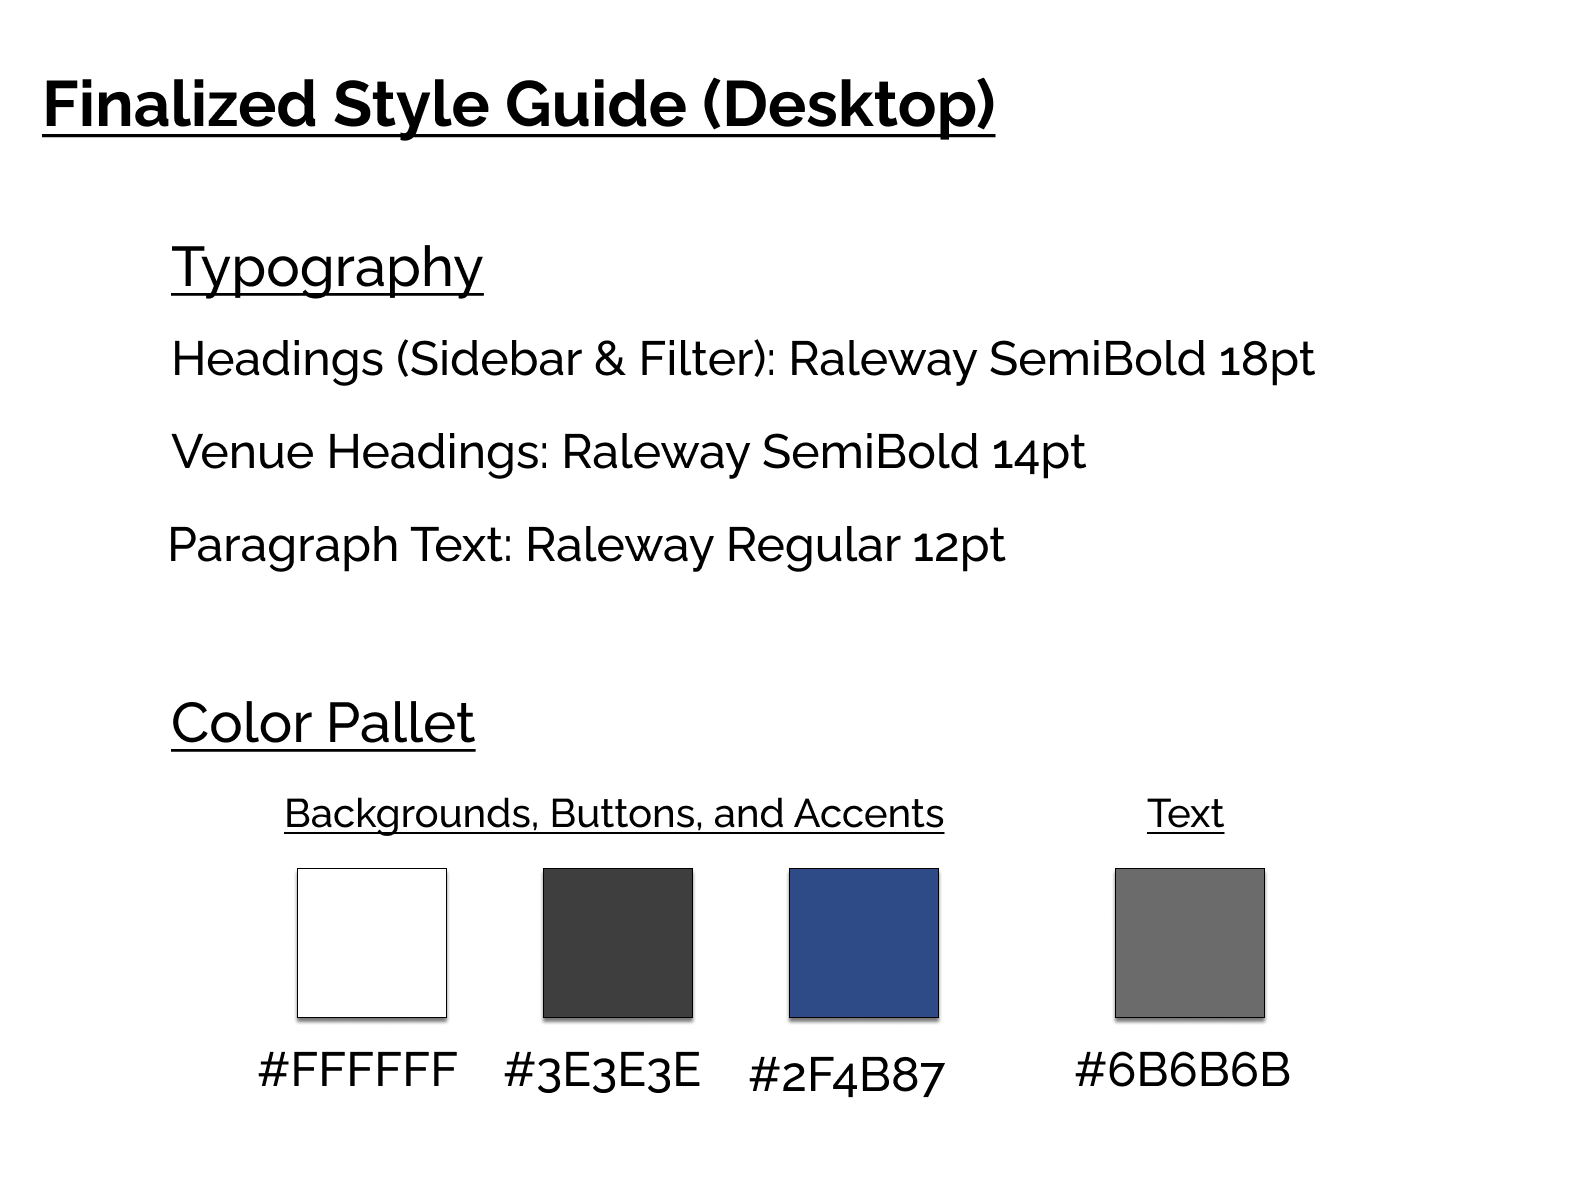 Finalized Style Guide (Desktop)
Typography
Headings (Sidebar & Filter): Raleway SemiBold 18pt
Venue Headings: Raleway SemiBold 14pt
Paragraph Text: Raleway Regular 12pt
Color Pallet
Backgrounds, Buttons, and Accents
Text
#FFFFFF
#3E3E3E
#2F4B87
#6B6B6B